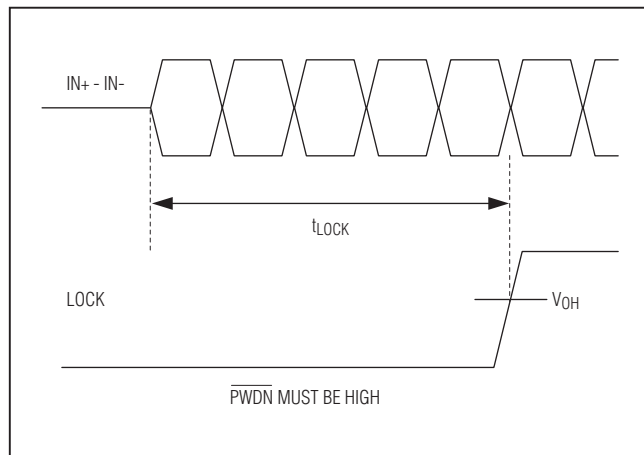 IN+ - IN-
tLOCK
LOCK
VOH
PWDN MUST BE HIGH